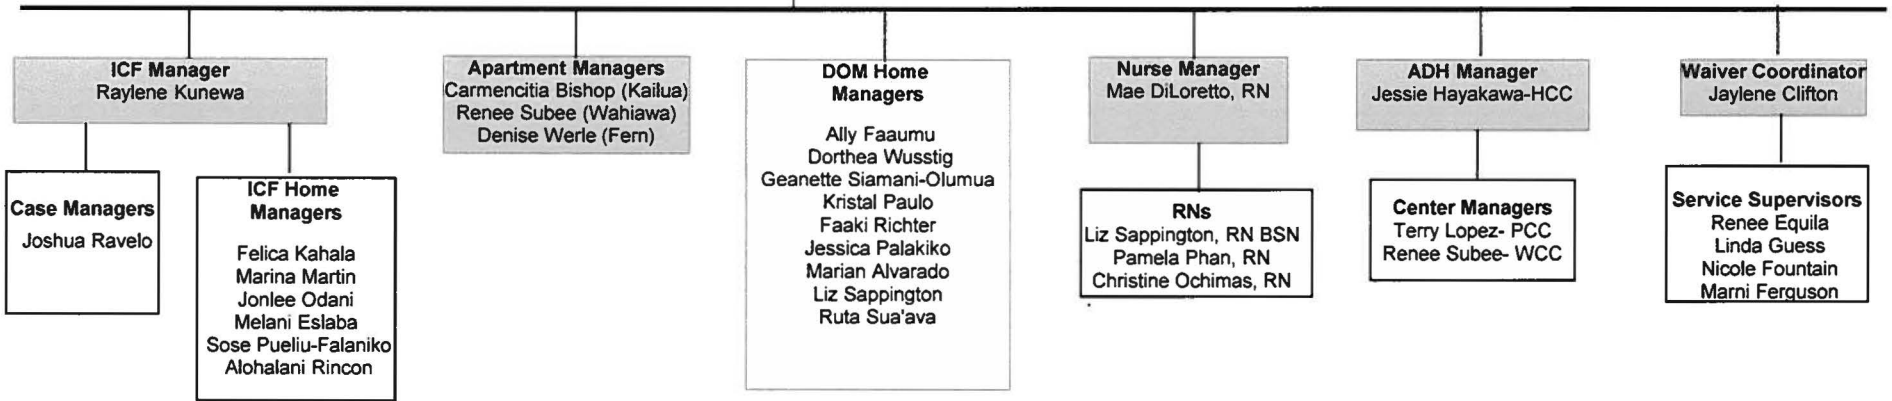 ICF Manager
Raylene Kunewa
Case Managers
Joshua Ravelo
ICF Home
Managers
Felica Kahala
Marina Martin
Jonlee Odani
Melani Eslaba
Sose Pueliu-Falaniko
Alohalani Rincon
Apartment Managers
Carmencitia Bishop (Kailua)
Renee Subee (Wahiawa)
Denise Werle (Fern)
DOM Home
Managers
Ally Faaumu
Dorthea Wusstig
Geanette Siamani-Olumua
Kristal Paulo
Faaki Richter
Jessica Palakiko
Marian Alvarado
Liz Sappington
Ruta Sua'ava
Nurse Manager
Mae DiLoretto, RN
RNs
Liz Sappington, RN BSN
Pamela Phan, RN
Christine Ochimas, RN
ADH Manager
Jessie Hayakawa-HCC
Center Managers
Terry Lopez- PCC
Renee Subee- WCC
Waiver Coordinator
Jaylene Clifton
Service Supervisors
Renee Equila
Linda Guess
Nicole Fountain
Marni Ferguson